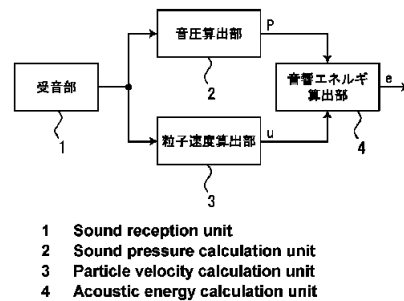 音圧算出部
P
2
受音部
1
音響エネルギ
算出部
e
4
粒子速度算出部
u
3
1 Sound reception unit
2 Sound pressure calculation unit
3 Particle velocity calculation unit
4 Acoustic energy calculation unit